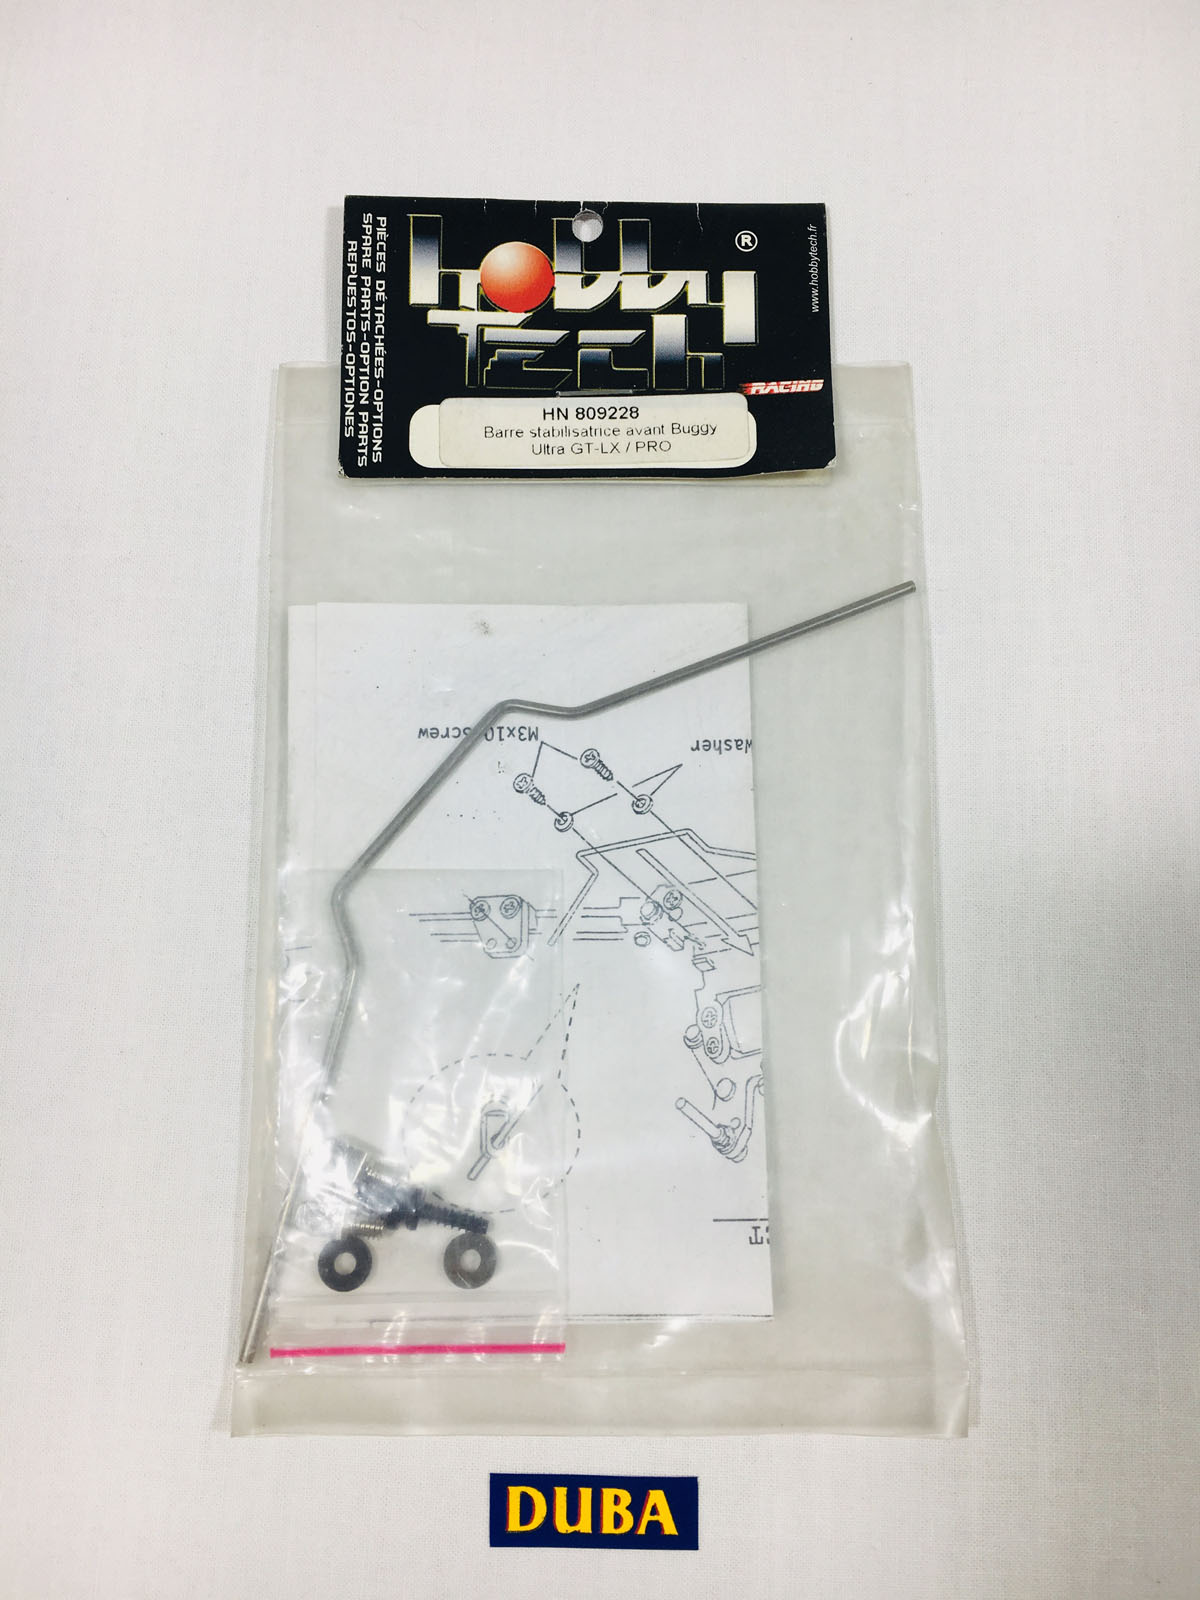 hobby
Tech
®
www.hobbytech.fr
RACING
PIÈCES DÉTACHÉES-OPTIONS
SPARE PARTS-OPTION PARTS
REPUESTOS-OPTIONES
HN 809228
Barre stabilisatrice avant Buggy
Ultra GT-LX / PRO
M3x10 Screw
Washer
DUBA